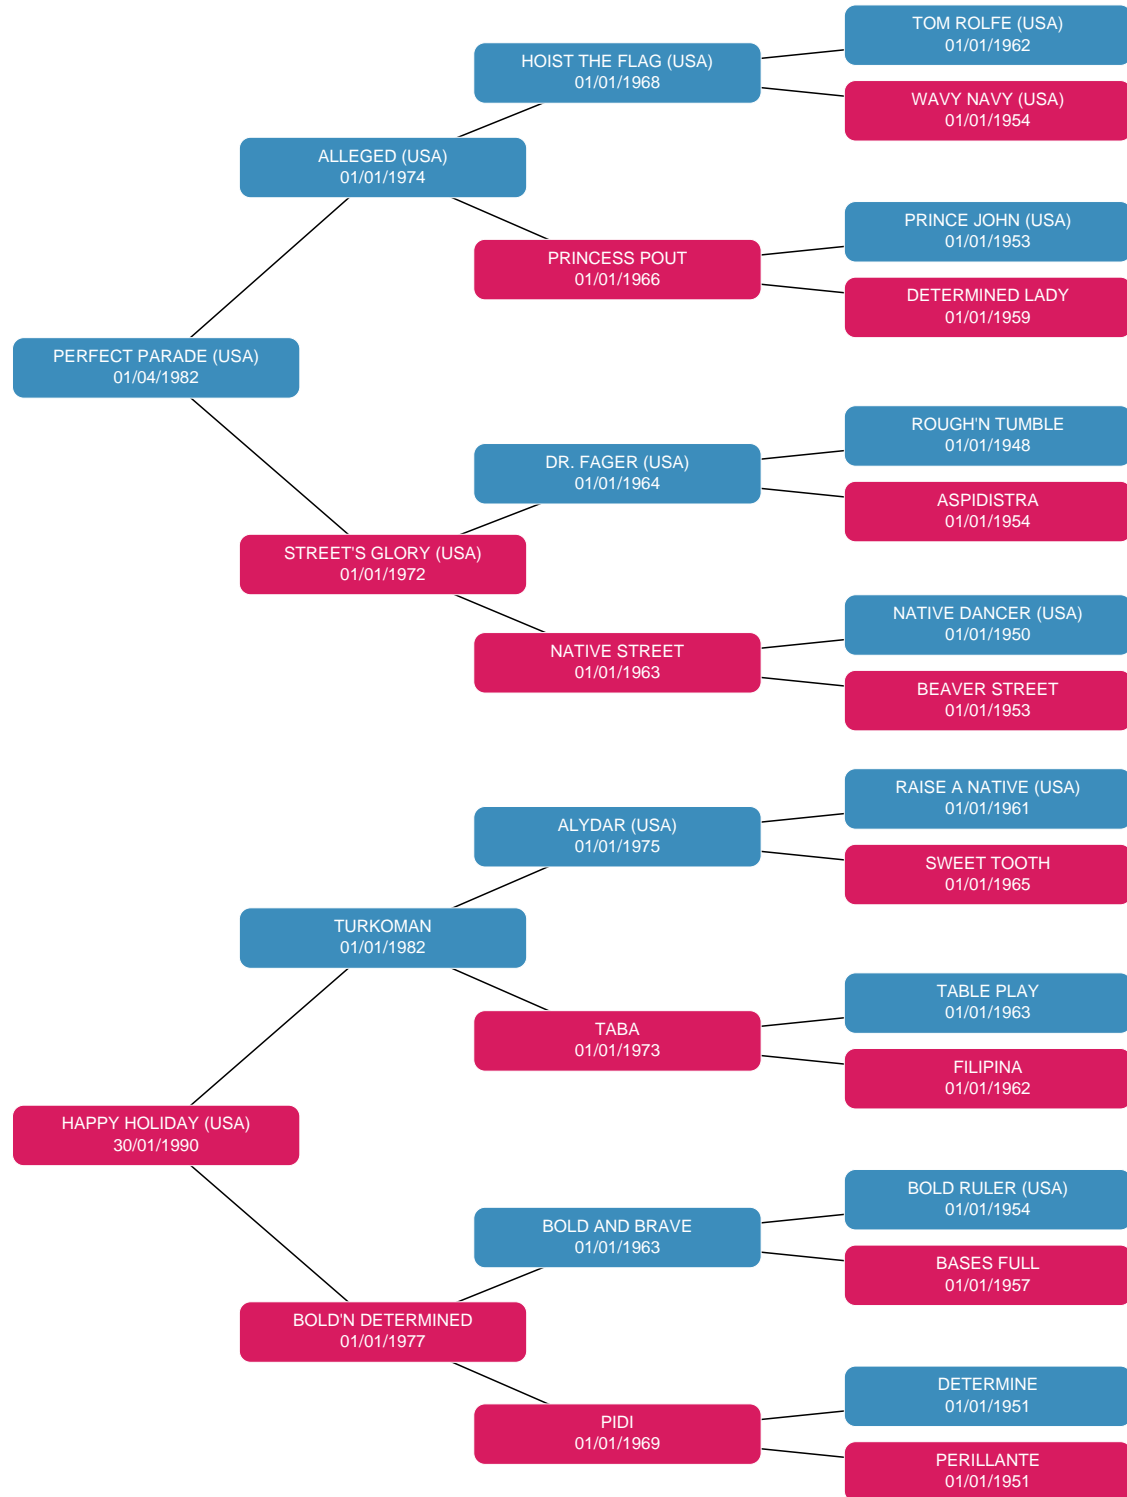 TOM ROLFE (USA)
01/01/1962
HOIST THE FLAG (USA)
01/01/1968
WAVY NAVY (USA)
01/01/1954
ALLEGED (USA)
01/01/1974
PRINCE JOHN (USA)
01/01/1953
PRINCESS POUT
01/01/1966
DETERMINED LADY
01/01/1959
PERFECT PARADE (USA)
01/04/1982
ROUGH'N TUMBLE
01/01/1948
DR. FAGER (USA)
01/01/1964
ASPIDISTRA
01/01/1954
STREET'S GLORY (USA)
01/01/1972
NATIVE DANCER (USA)
01/01/1950
NATIVE STREET
01/01/1963
BEAVER STREET
01/01/1953
RAISE A NATIVE (USA)
01/01/1961
ALYDAR (USA)
01/01/1975
SWEET TOOTH
01/01/1965
TURKOMAN
01/01/1982
TABLE PLAY
01/01/1963
TABA
01/01/1973
FILIPINA
01/01/1962
HAPPY HOLIDAY (USA)
30/01/1990
BOLD RULER (USA)
01/01/1954
BOLD AND BRAVE
01/01/1963
BASES FULL
01/01/1957
BOLD'N DETERMINED
01/01/1977
DETERMINE
01/01/1951
PIDI
01/01/1969
PERILLANTE
01/01/1951